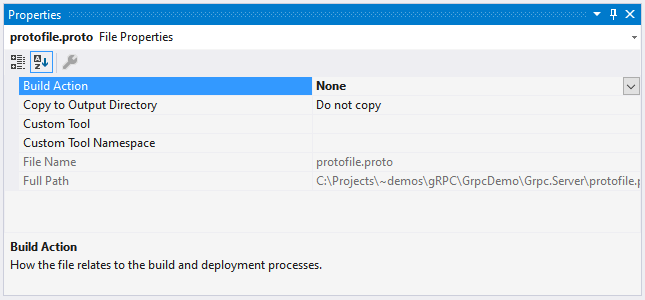 Properties
protofile.proto File Properties
Build Action None
Copy to Output Directory Do not copy
Custom Tool
Custom Tool Namespace
File Name protofile.proto
Full Path C:\Projects\~demos\gRPC\GrpcDemo\Grpc.Server\protofile.p
Build Action
How the file relates to the build and deployment processes.